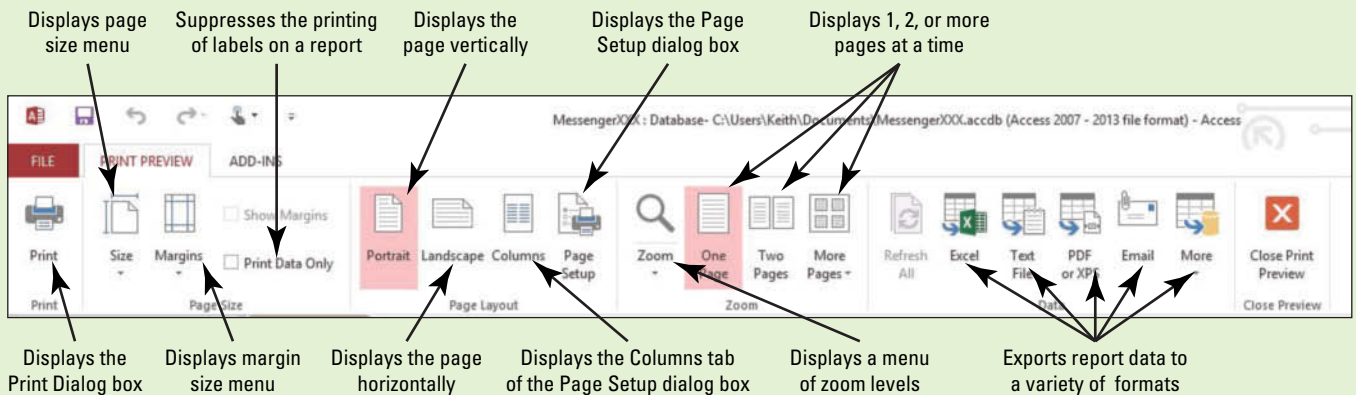 Displays page
size menu
Suppresses the printing
of labels on a report
Displays the
page vertically
Displays the Page
Setup dialog box
Displays 1, 2, or more
pages at a time
MessengerXXX : Database- C:\Users\Keith\Documents\MessengerXXX.accdb (Access 2007 - 2013 file format) - Access
FILE
PRINT PREVIEW
ADD-INS
Print
Size
Margins
Show Margins
Print Data Only
Portrait
Landscape
Columns
Page
Setup
Zoom
One
Page
Two
Pages
More
Pages
Refresh
All
Excel
Text
File
PDF
or XPS
Email
More
Close Print
Preview
Print
Page Size
Page Layout
Zoom
Data
Close Preview
Displays the
Print Dialog box
Displays margin
size menu
Displays the page
horizontally
Displays the Columns tab
of the Page Setup dialog box
Displays a menu
of zoom levels
Exports report data to
a variety of formats